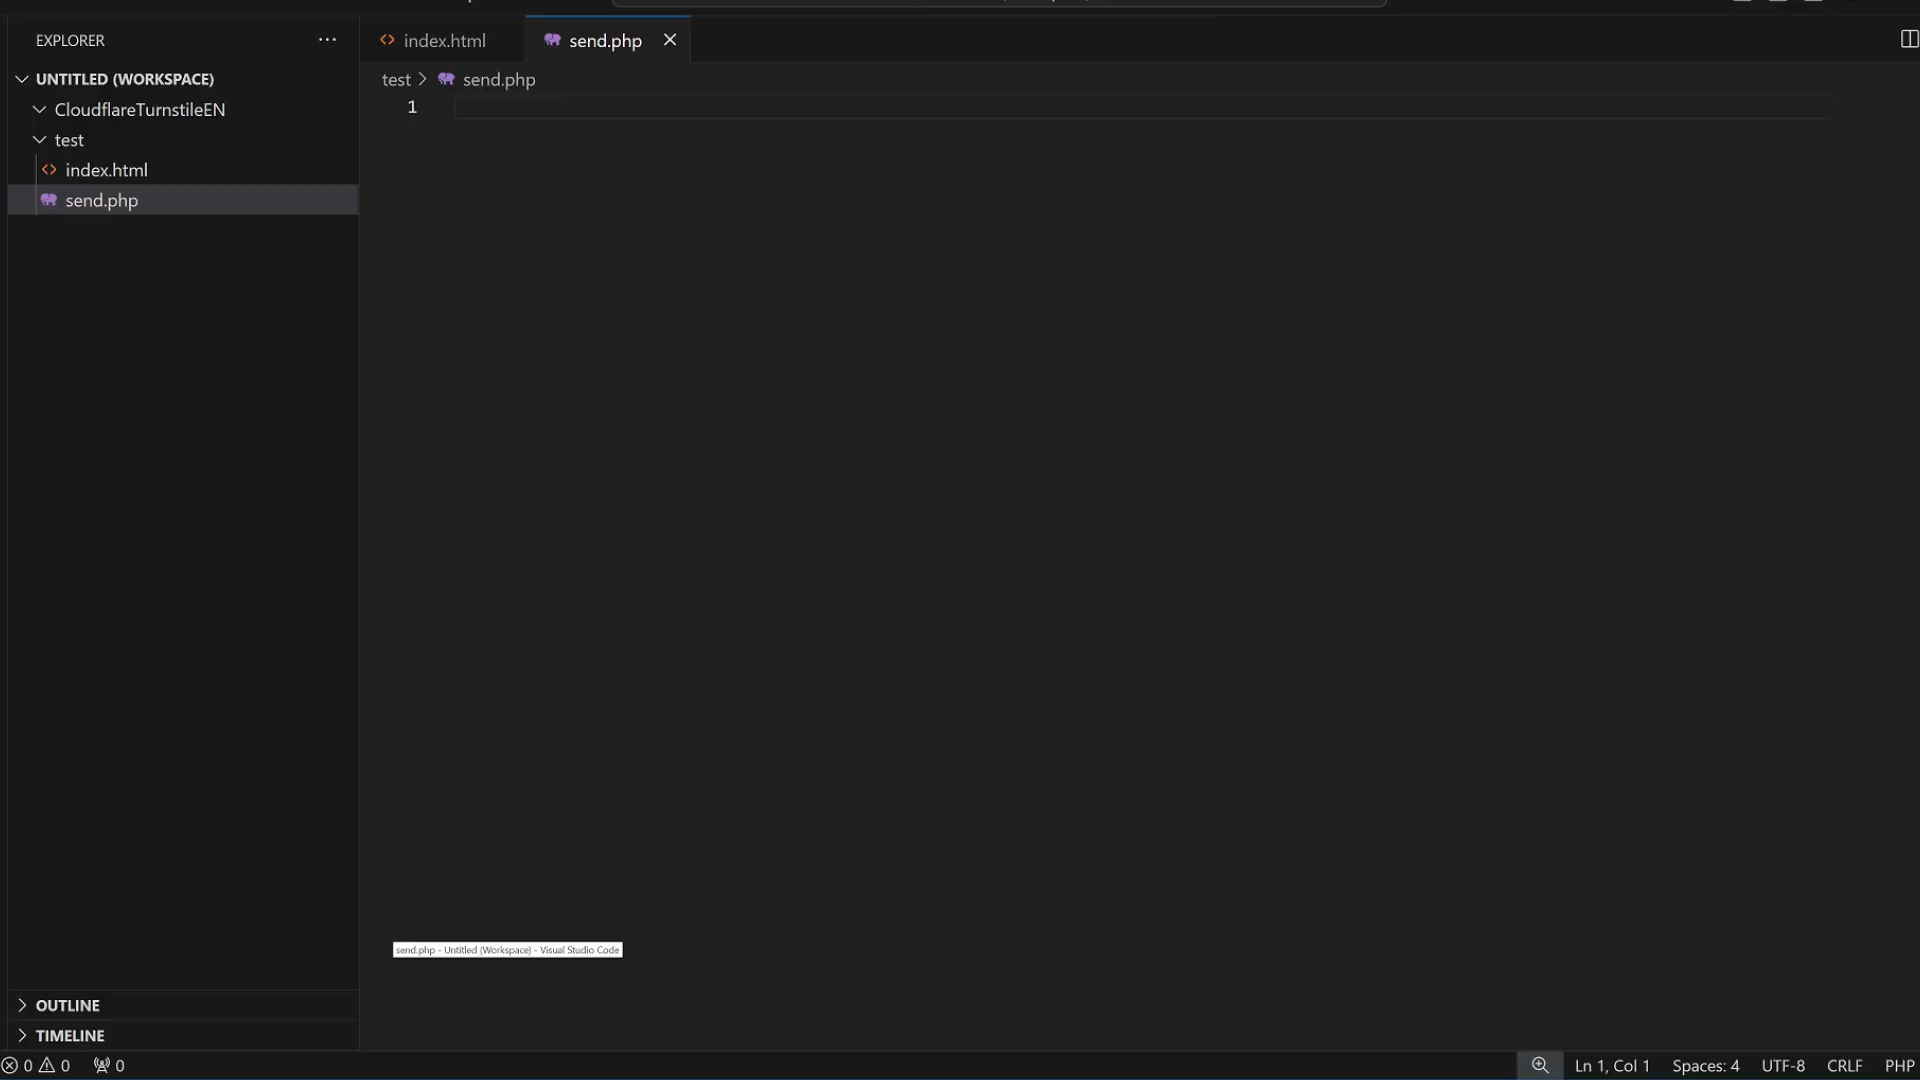 EXPLORER
index.html
send.php
UNTITLED (WORKSPACE)
CloudflareTurnstileEN
test
index.html
send.php
test
send.php
1
send.php - Untitled (Workspace) - Visual Studio Code
OUTLINE
TIMELINE
0 0 0
Ln 1, Col 1 Spaces: 4 UTF-8 CRLF PHP